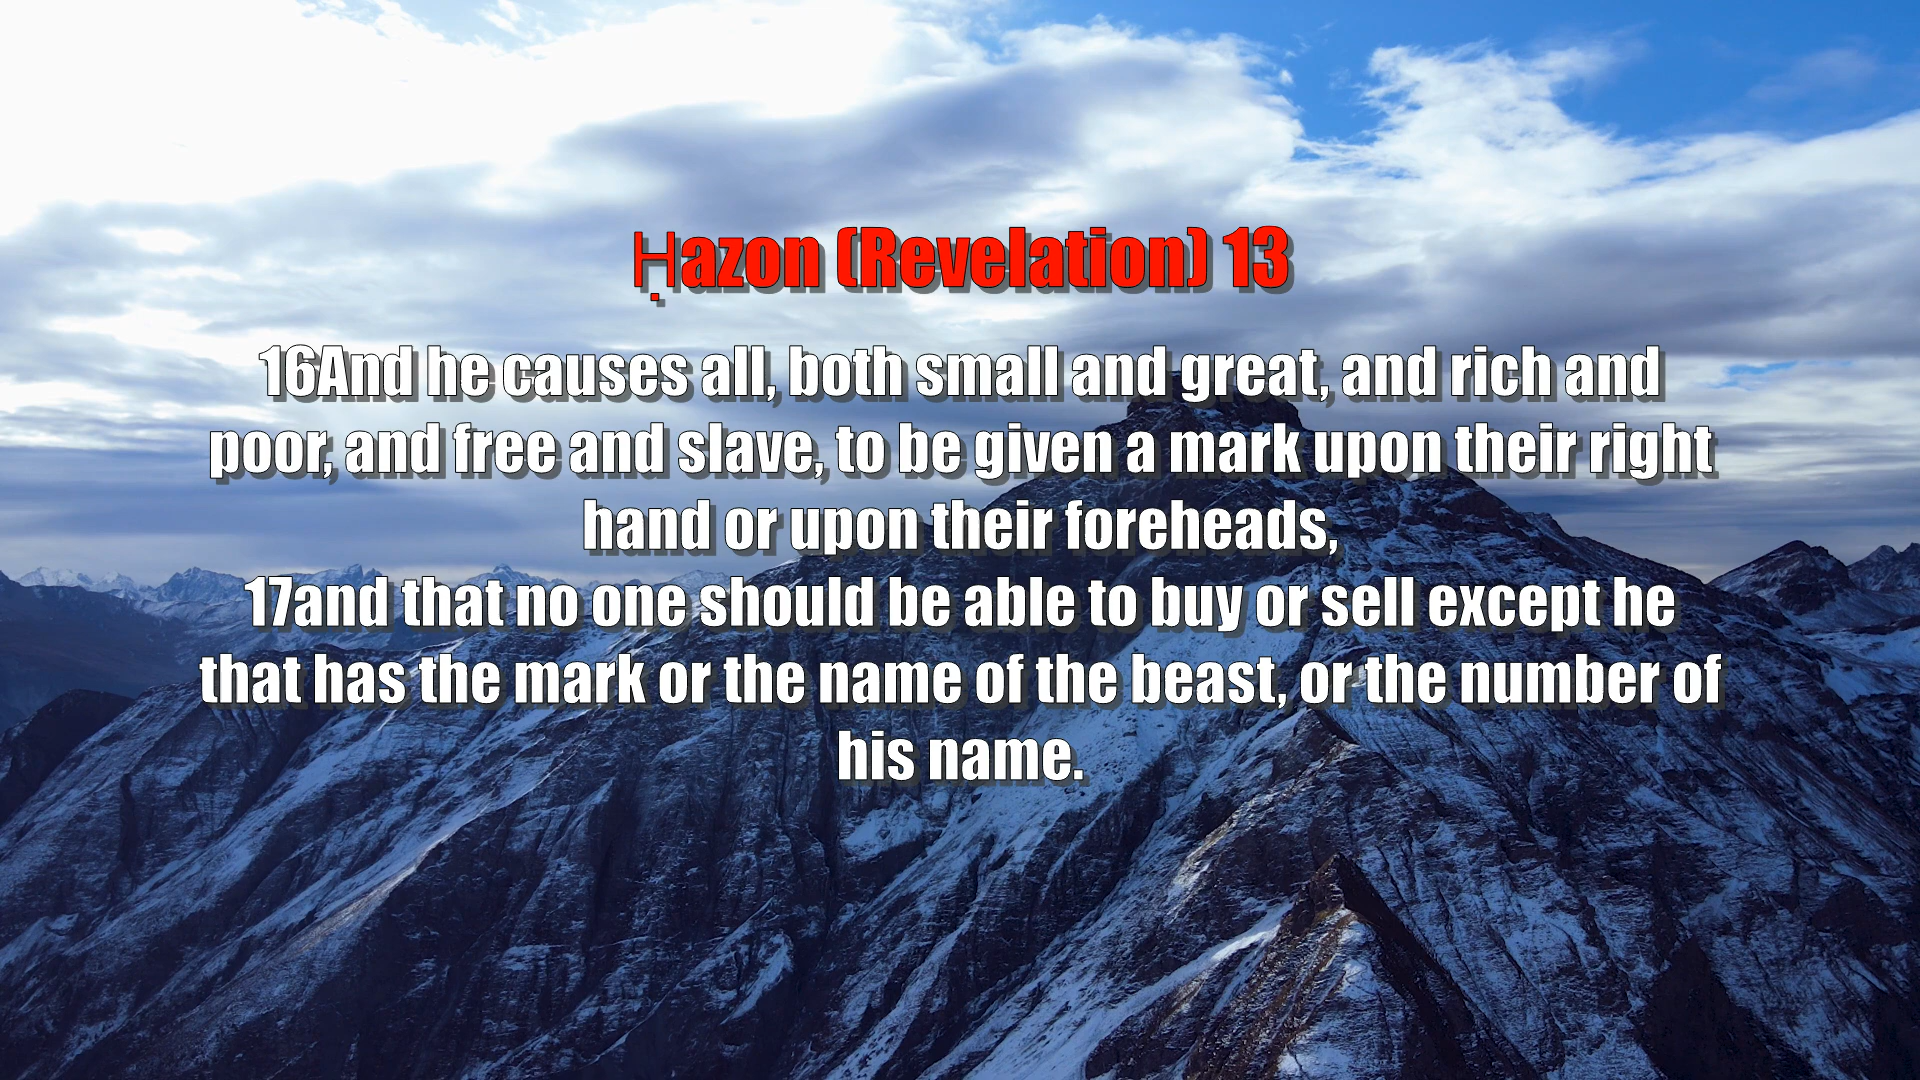 Ḥazon (Revelation) 13
16And he causes all, both small and great, and rich and
poor, and free and slave, to be given a mark upon their right
hand or upon their foreheads,
17and that no one should be able to buy or sell except he
that has the mark or the name of the beast, or the number of
his name.